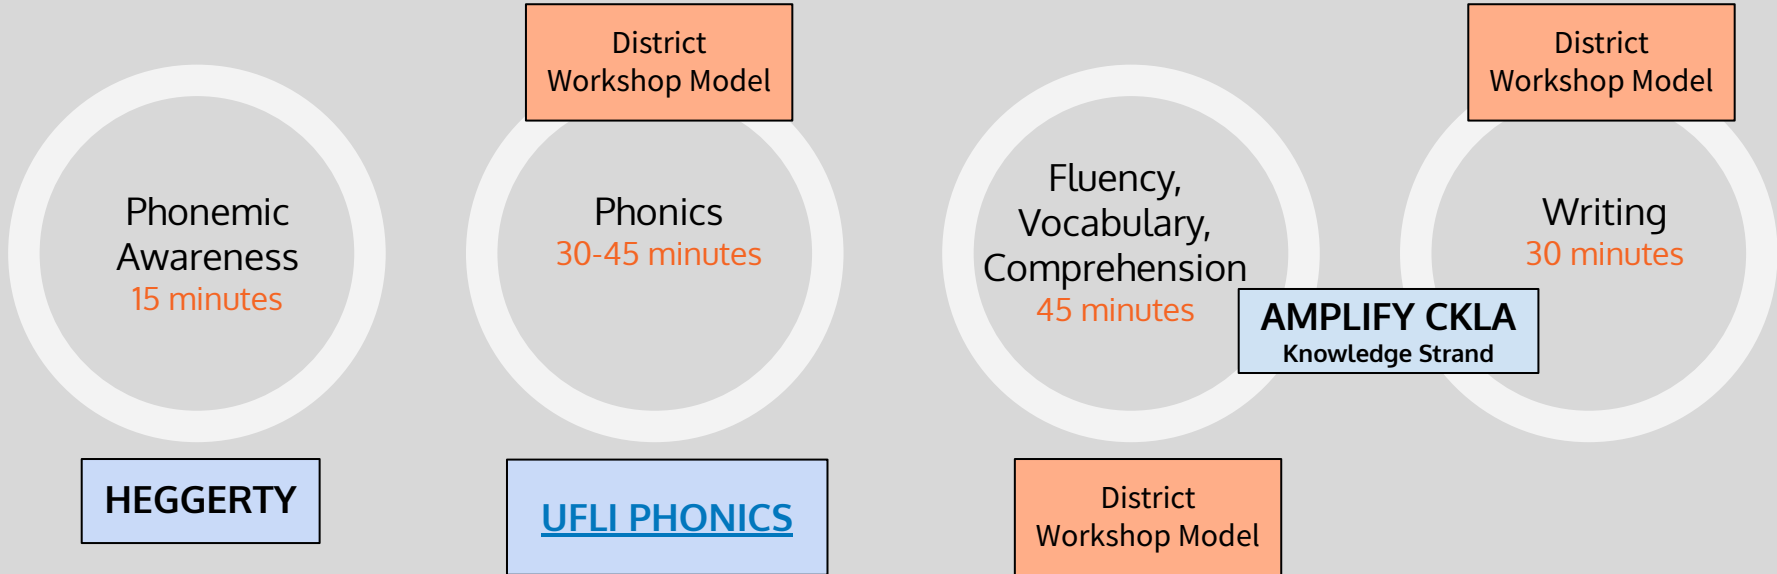 District
Workshop Model
Phonemic
Awareness
15 minutes
HEGGERTY
Phonics
30-45 minutes
UFLI PHONICS
Fluency,
Vocabulary,
Comprehension
45 minutes
District
Workshop Model
AMPLIFY CKLA
Knowledge Strand
District
Workshop Model
Writing
30 minutes